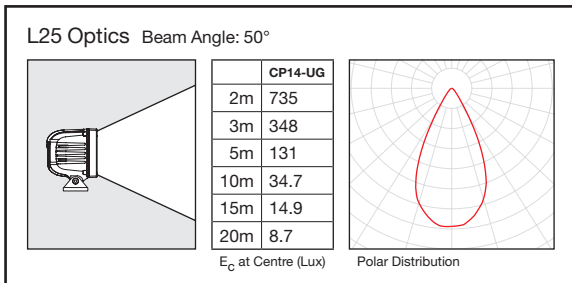 L25 Optics Beam Angle: 50°
CP14-UG
2m 735
3m 348
5m 131
10m 34.7
15m 14.9
20m 8.7
EC at Centre (Lux)
Polar Distribution